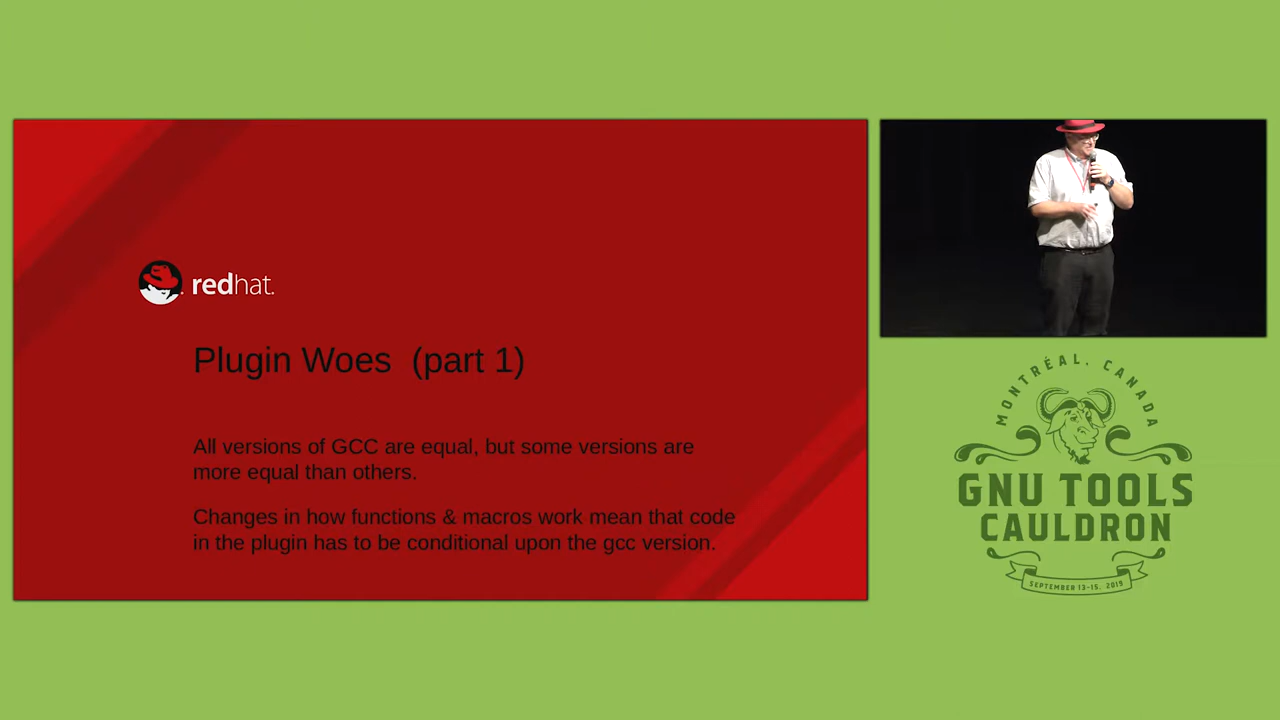 redhat.
Plugin Woes (part 1)
All versions of GCC are equal, but some versions are
more equal than others.
Changes in how functions & macros work mean that code
in the plugin has to be conditional upon the gcc version.
MONTRÉAL, CANADA
GNU TOOLS
CAULDRON
SEPTEMBER 13-15, 2019